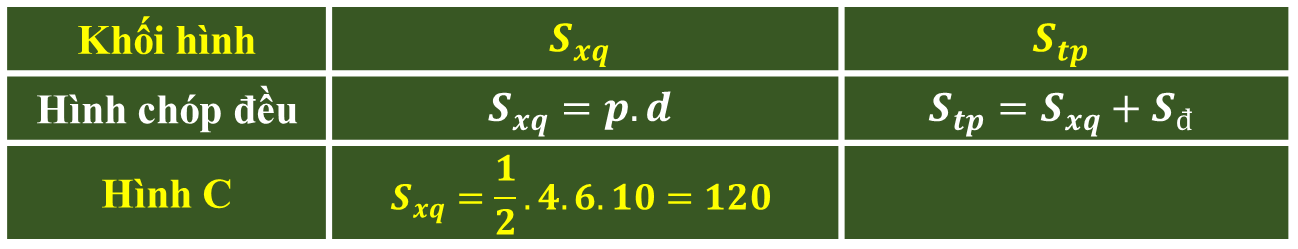 Khối hình S_xq S_tp
Hình chóp đều S_xq = p.d S_tp = S_xq + S_đ
Hình C S_xq = 1/2 .4.6.10 = 120